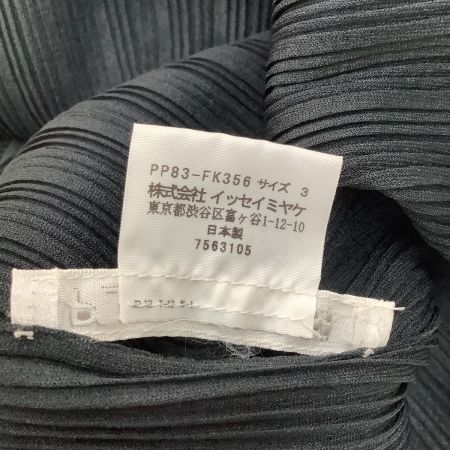 PP83-FK356 サイズ 3
株式会社 イッセイミヤケ
東京都渋谷区富ヶ谷1-12-10
日本製
7563105